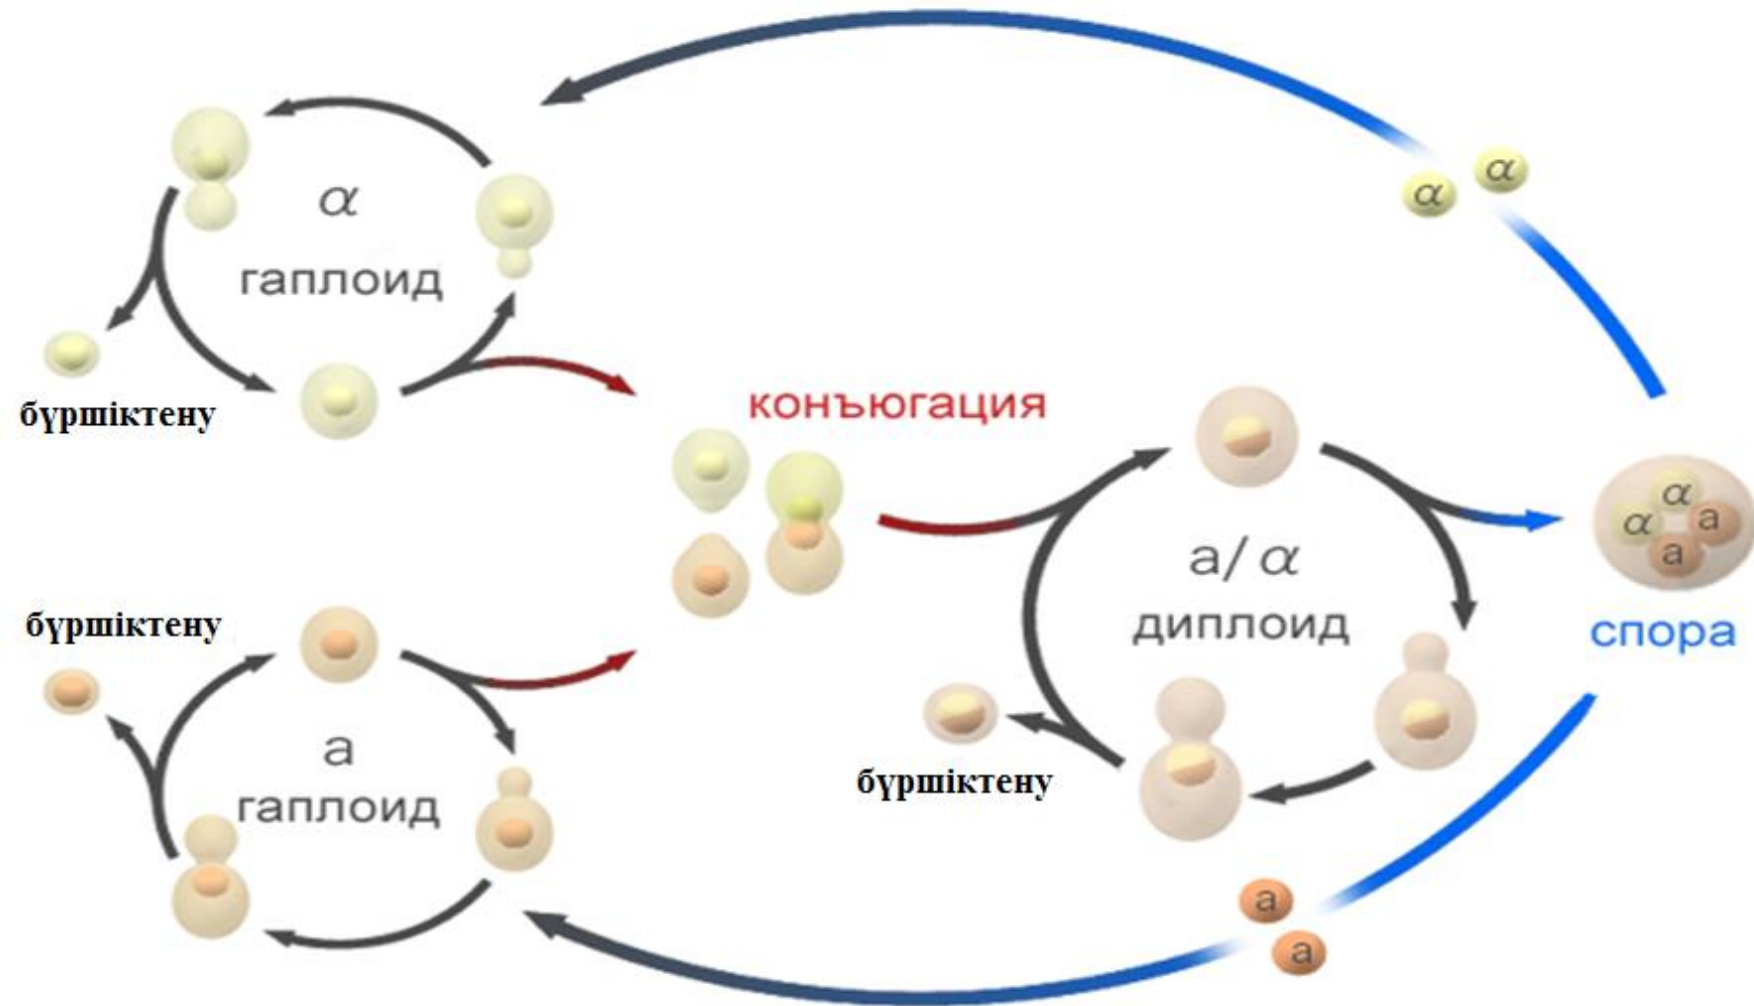 α
гаплоид
бүршіктену
α
α
конъюгация
a/α
диплоид
α
α
a
a
спора
бүршіктену
a
гаплоид
бүршіктену
a
a